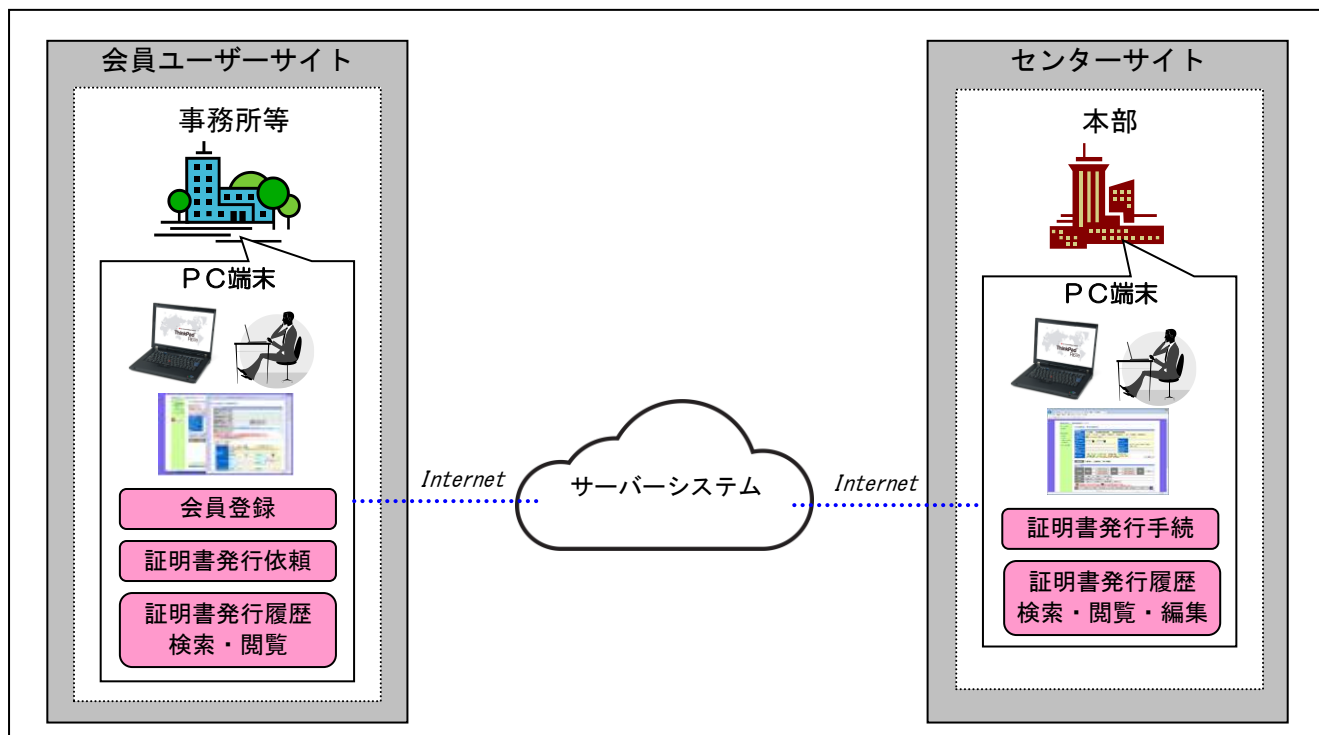 会員ユーザーサイト
事務所等
ＰＣ端末
ThinkPad
会員登録
証明書発行依頼
証明書発行履歴
検索・閲覧
Internet
サーバーシステム
Internet
センターサイト
本部
ＰＣ端末
ThinkPad
証明書発行手続
証明書発行履歴
検索・閲覧・編集